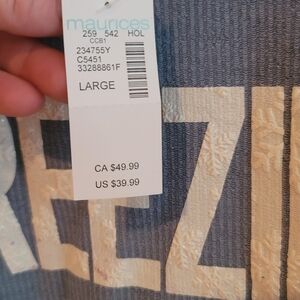 maurices
259 542 HOL
CCB1
234755Y
C5451
33288861F
LARGE
CA $49.99
US $39.99
REEZI